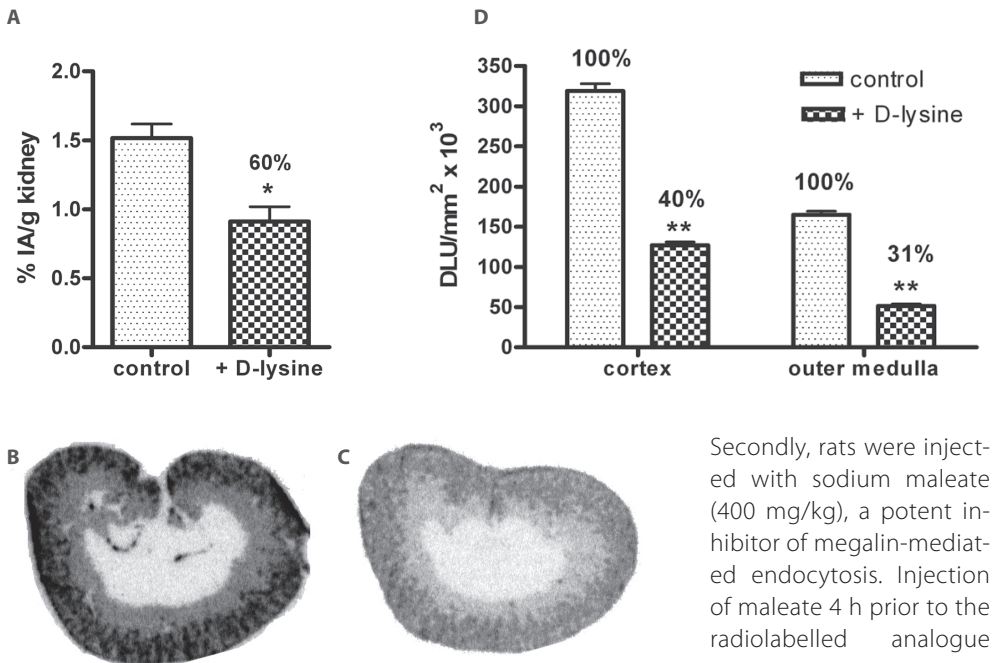 A
% IA/g kidney
2.0
1.5
1.0
0.5
0.0
60%
*
control
+ D-lysine
D
DLU/mm² x 10³
350
300
250
200
150
100
50
0
100%
40%
**
100%
31%
**
control
+ D-lysine
cortex
outer medulla
B
C
Secondly, rats were inject-
ed with sodium maleate
(400 mg/kg), a potent in-
hibitor of megalin-mediat-
ed endocytosis. Injection
of maleate 4 h prior to the
radiolabelled analogue